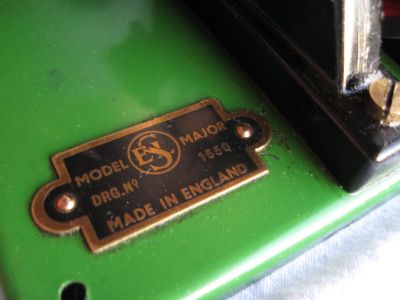 MODEL ES MAJOR
DRG. Nº 1550
MADE IN ENGLAND